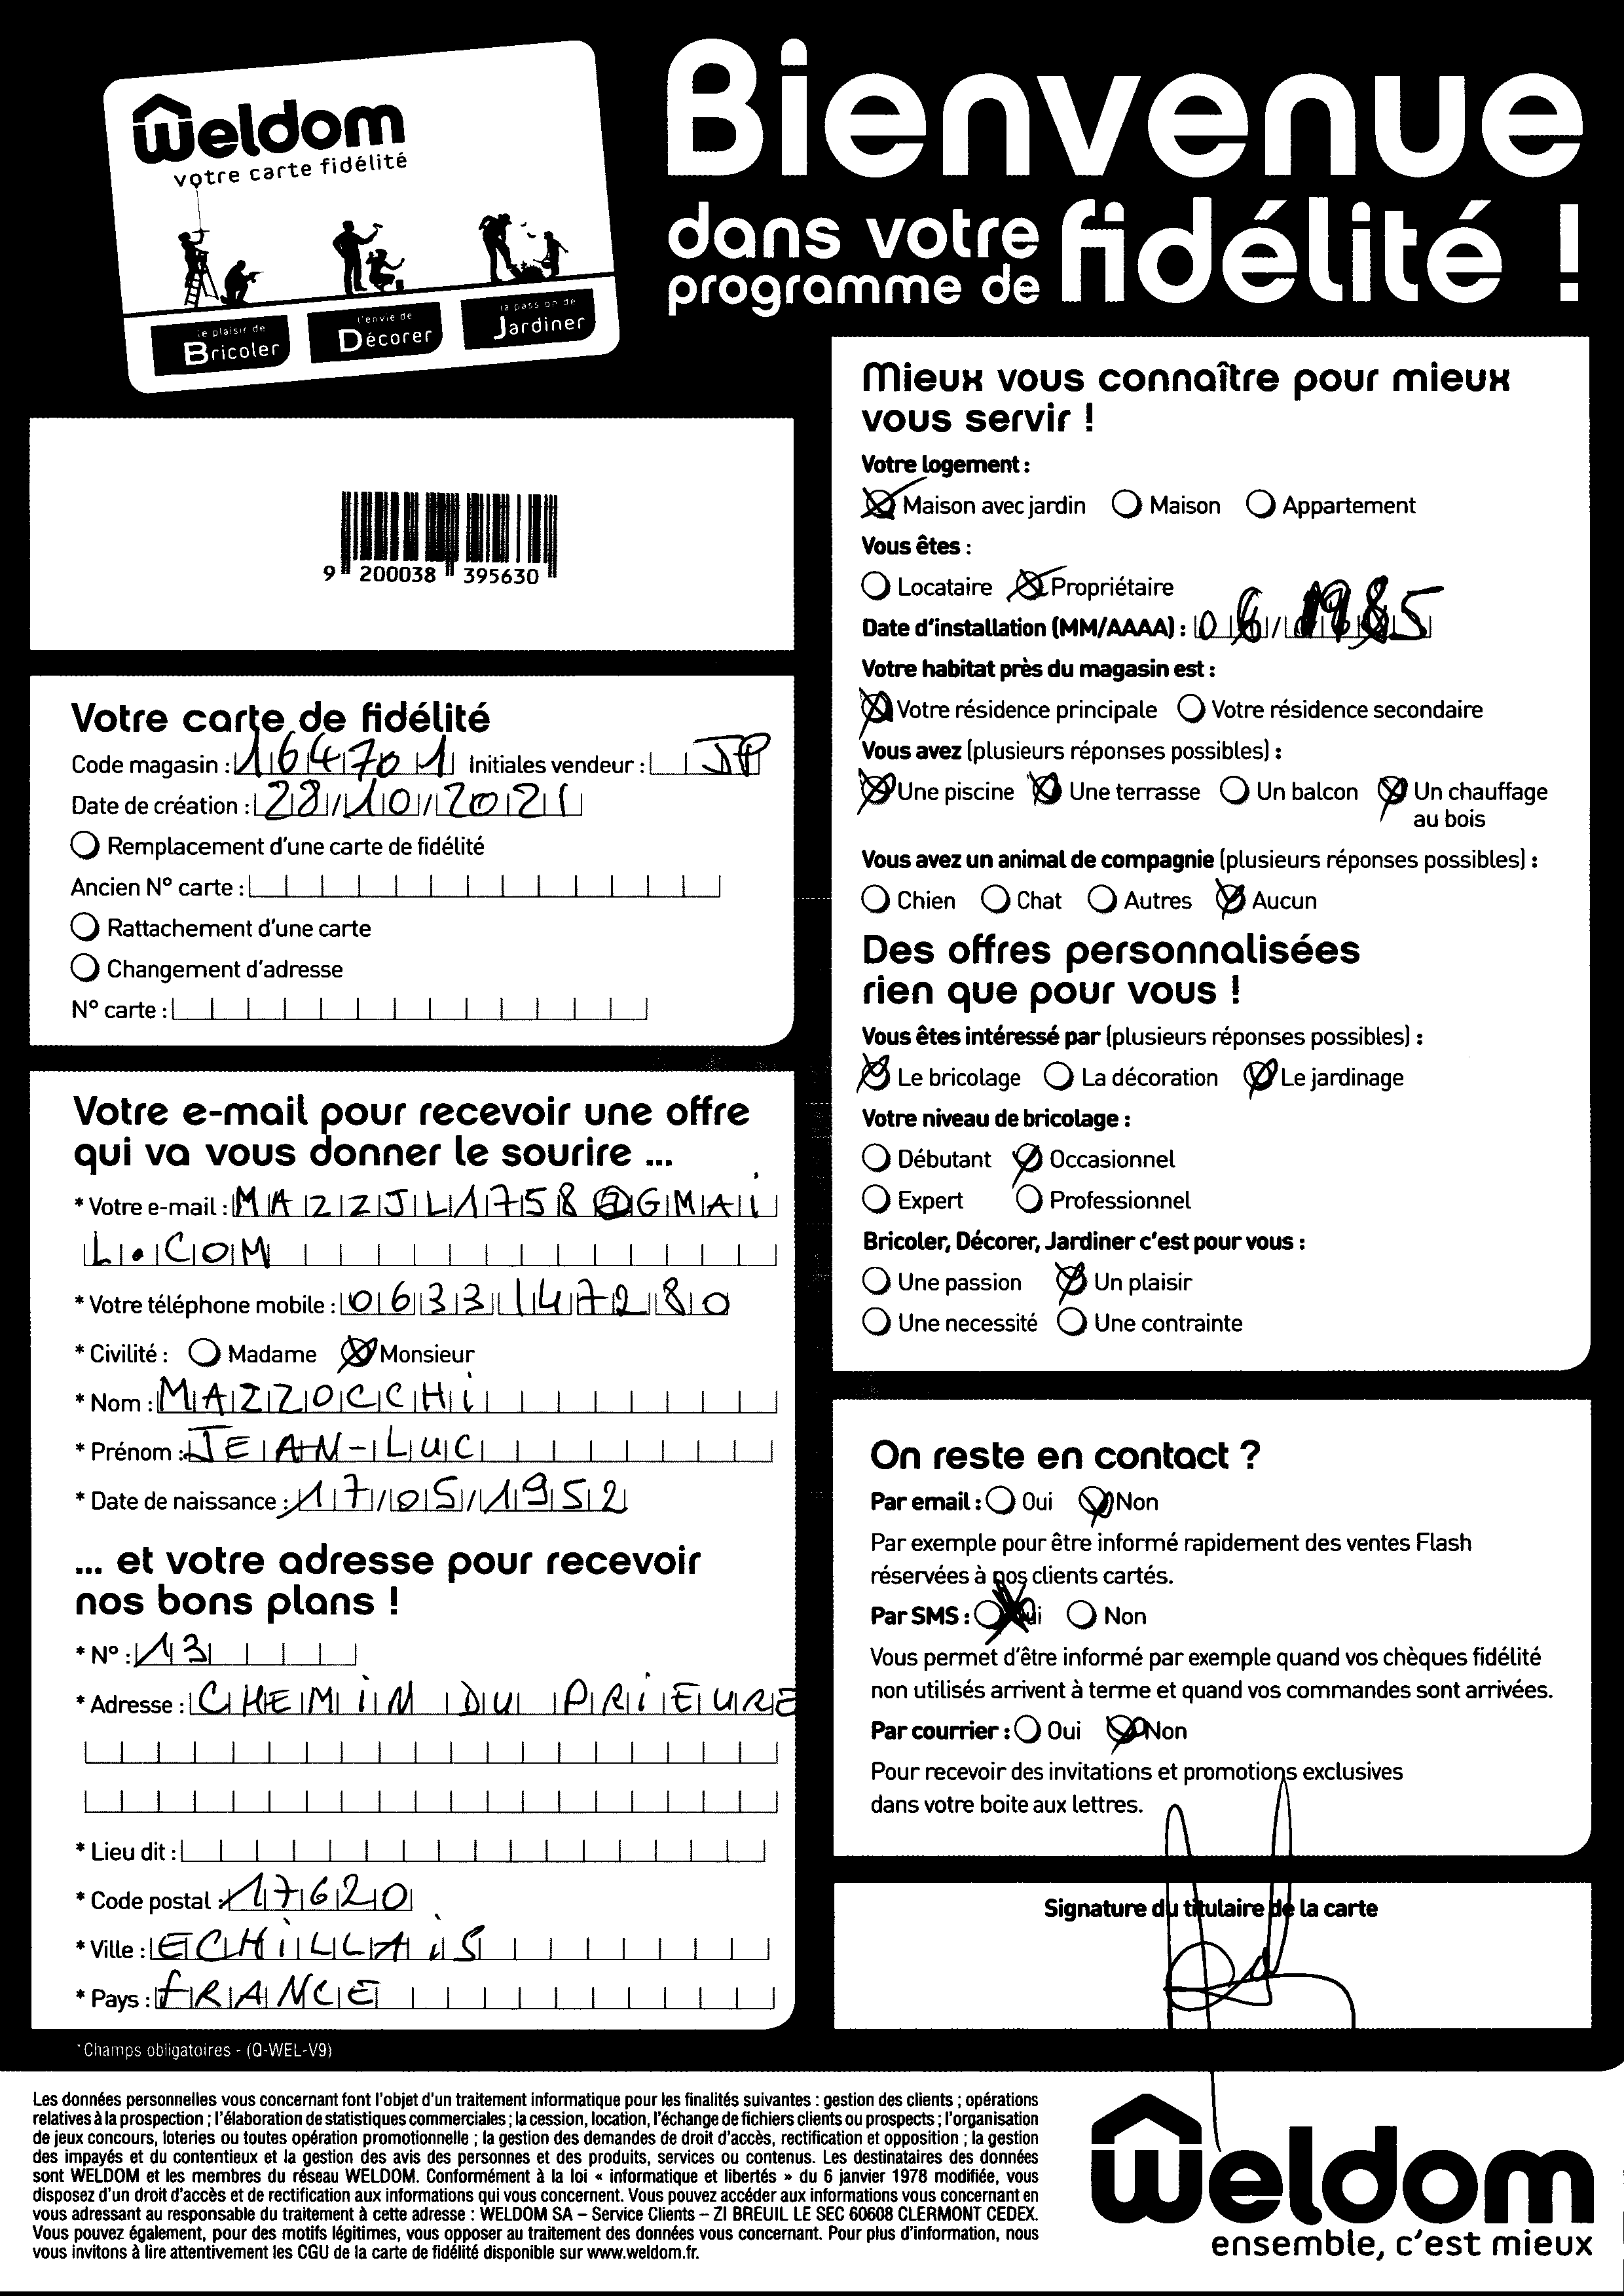 Weldom
votre carte fidélité
le plaisir de
Bricoler
l'envie de
Décorer
la passion de
Jardiner
Bienvenue
dans votre
programme de fidélité !
9 200038 395630
Votre carte de fidélité
Code magasin : 164701 Initiales vendeur : JP
Date de création : 28/10/2021
Remplacement d'une carte de fidélité
Ancien N° carte :
Rattachement d'une carte
Changement d'adresse
N° carte :
Votre e-mail pour recevoir une offre
qui va vous donner le sourire ...
* Votre e-mail : MAZZJL1758@GMAi
L.COM
* Votre téléphone mobile : 0633147280
* Civilité : Madame Monsieur
* Nom : MAZZOCCHi
* Prénom : JEAN-LUC
* Date de naissance : 17/05/1952
... et votre adresse pour recevoir
nos bons plans !
* N° : 13
* Adresse : CHEMiN DU PRiEURE
* Lieu dit :
* Code postal : 17620
* Ville : ECHiLLAiS
* Pays : fRANCE
*Champs obligatoires - (Q-WEL-V9)
Mieux vous connaître pour mieux
vous servir !
Votre logement :
Maison avec jardin Maison Appartement
Vous êtes :
Locataire Propriétaire
Date d'installation (MM/AAAA) : 06/1985
Votre habitat près du magasin est :
Votre résidence principale Votre résidence secondaire
Vous avez (plusieurs réponses possibles) :
Une piscine Une terrasse Un balcon Un chauffage
au bois
Vous avez un animal de compagnie (plusieurs réponses possibles) :
Chien Chat Autres Aucun
Des offres personnalisées
rien que pour vous !
Vous êtes intéressé par (plusieurs réponses possibles) :
Le bricolage La décoration Le jardinage
Votre niveau de bricolage :
Débutant Occasionnel
Expert Professionnel
Bricoler, Décorer, Jardiner c'est pour vous :
Une passion Un plaisir
Une necessité Une contrainte
On reste en contact ?
Par email : Oui Non
Par exemple pour être informé rapidement des ventes Flash
réservées à nos clients cartés.
Par SMS : Oui Non
Vous permet d'être informé par exemple quand vos chèques fidélité
non utilisés arrivent à terme et quand vos commandes sont arrivées.
Par courrier : Oui Non
Pour recevoir des invitations et promotions exclusives
dans votre boite aux lettres.
Signature du titulaire de la carte
Les données personnelles vous concernant font l'objet d'un traitement informatique pour les finalités suivantes : gestion des clients ; opérations
relatives à la prospection ; l'élaboration de statistiques commerciales ; la cession, location, l'échange de fichiers clients ou prospects ; l'organisation
de jeux concours, loteries ou toutes opération promotionnelle ; la gestion des demandes de droit d'accès, rectification et opposition ; la gestion
des impayés et du contentieux et la gestion des avis des personnes et des produits, services ou contenus. Les destinataires des données
sont WELDOM et les membres du réseau WELDOM. Conformément à la loi « informatique et libertés » du 6 janvier 1978 modifiée, vous
disposez d'un droit d'accès et de rectification aux informations qui vous concernent. Vous pouvez accéder aux informations vous concernant en
vous adressant au responsable du traitement à cette adresse : WELDOM SA – Service Clients – ZI BREUIL LE SEC 60608 CLERMONT CEDEX.
Vous pouvez également, pour des motifs légitimes, vous opposer au traitement des données vous concernant. Pour plus d'information, nous
vous invitons à lire attentivement les CGU de la carte de fidélité disponible sur www.weldom.fr.
Weldom
ensemble, c'est mieux